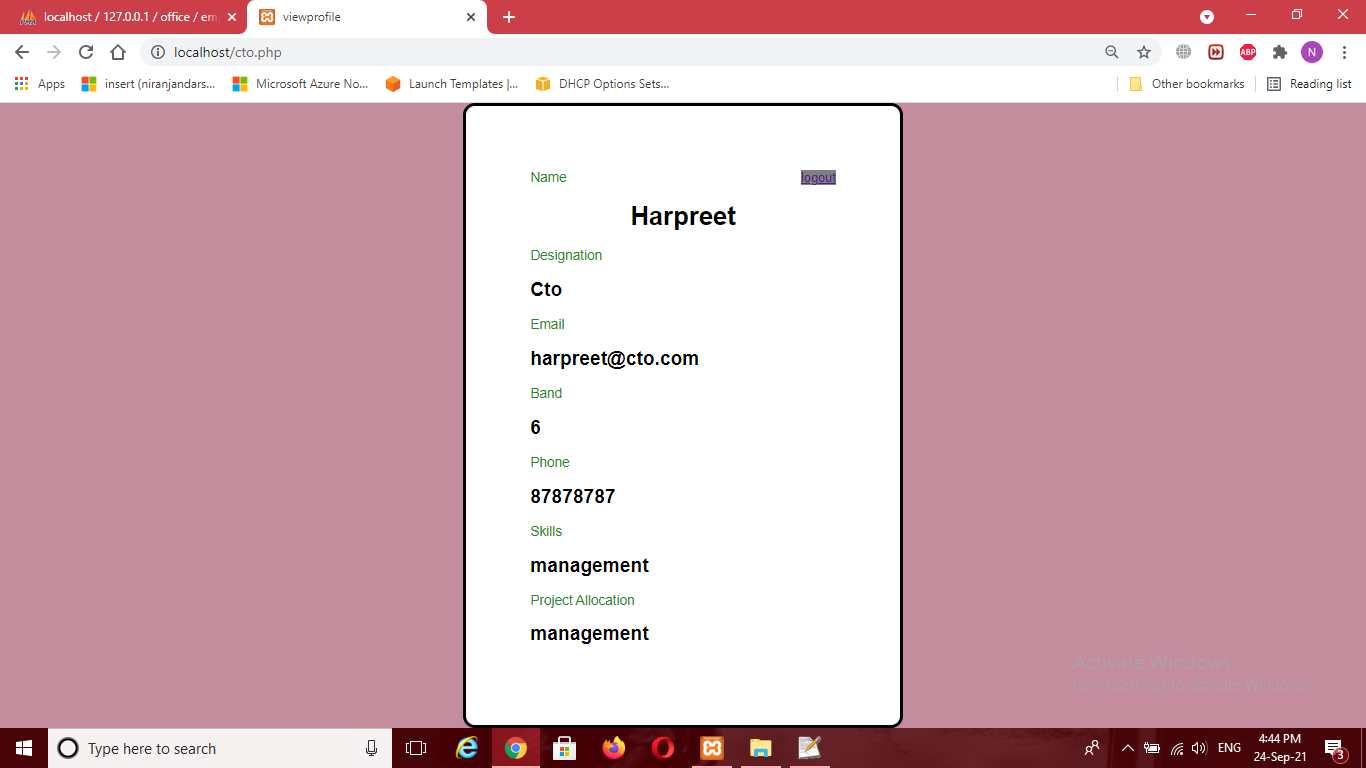 localhost / 127.0.0.1 / office / em
viewprofile
localhost/cto.php
ABP
N
Apps
insert (niranjandars...
Microsoft Azure No...
Launch Templates |...
DHCP Options Sets...
Other bookmarks
Reading list
Name
logout
Harpreet
Designation
Cto
Email
harpreet@cto.com
Band
6
Phone
87878787
Skills
management
Project Allocation
management
Activate Windows
Go to Settings to activate Windows.
Type here to search
ENG
4:44 PM
24-Sep-21
3